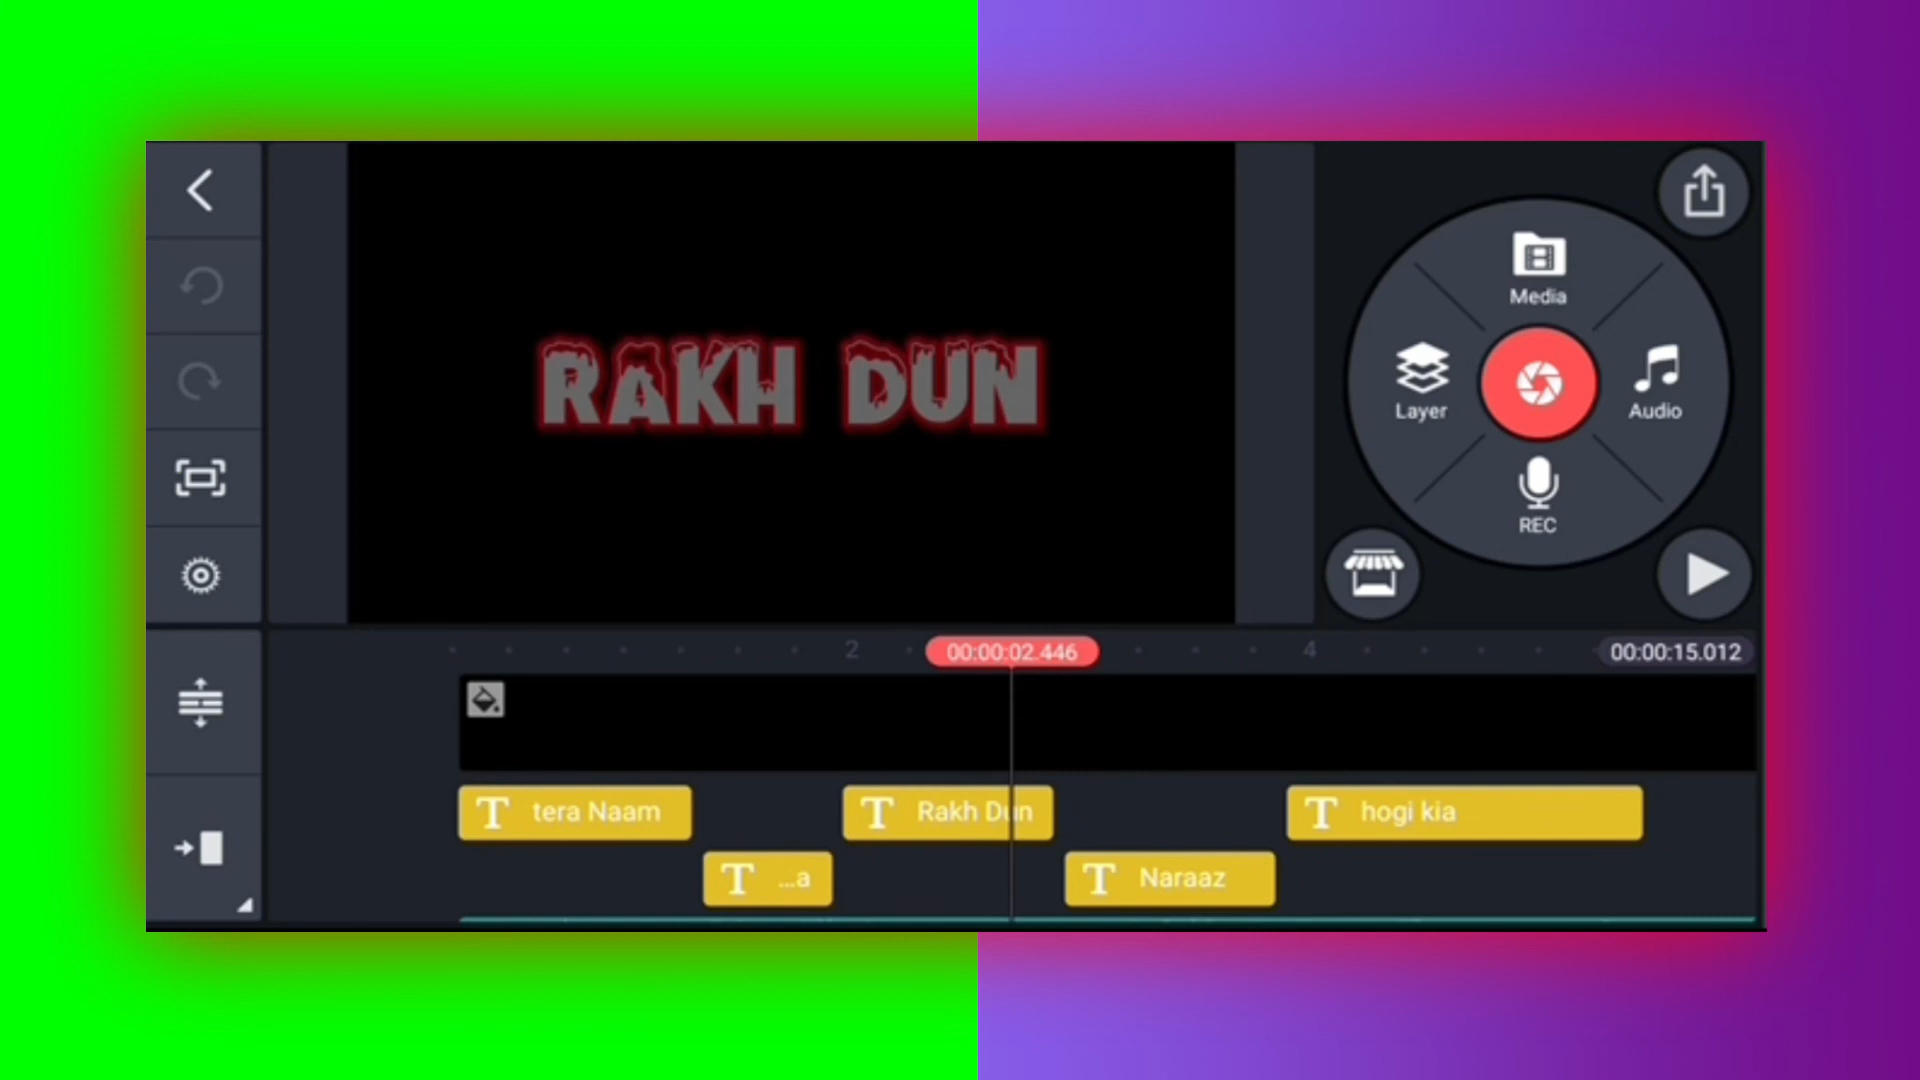 RAKH DUN
Media
Layer
Audio
REC
2
00:00:02.446
4
00:00:15.012
T tera Naam
T Rakh Dun
T hogi kia
T ...a
T Naraaz